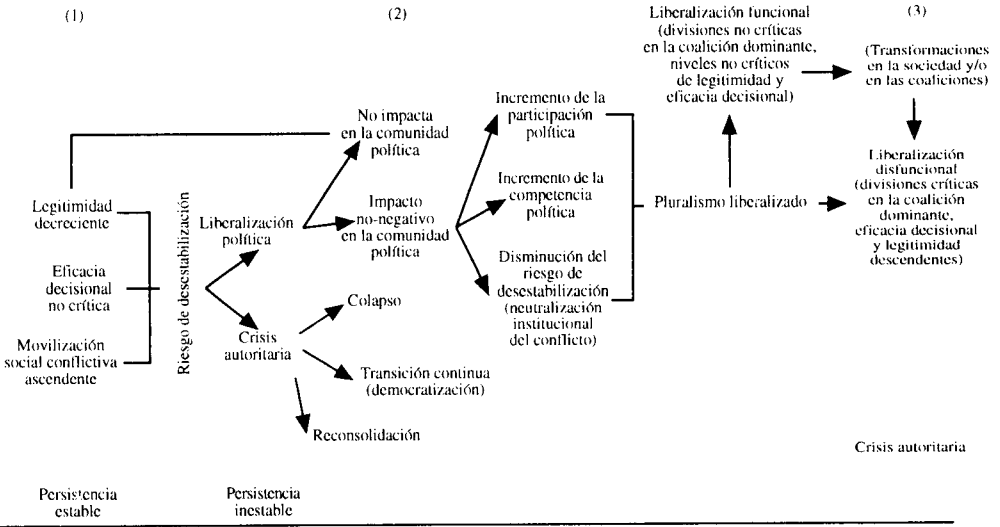 (1)
(2)
(3)
Liberalización funcional
(divisiones no críticas
en la coalición dominante,
niveles no críticos
de legitimidad y
eficacia decisional)
(Transformaciones
en la sociedad y/o
en las coaliciones)
No impacta
en la comunidad
política
Incremento de la
participación
política
Legitimidad
decreciente
Eficacia
decisional
no crítica
Movilización
social conflictiva
ascendente
Riesgo de desestabilización
Liberalización
política
Impacto
no-negativo
en la comunidad
política
Incremento de la
competencia
política
Disminución del
riesgo de
desestabilización
(neutralización
institucional
del conflicto)
Pluralismo liberalizado
Liberalización
disfuncional
(divisiones críticas
en la coalición
dominante,
eficacia decisional
y legitimidad
descendentes)
Crisis
autoritaria
Colapso
Transición continua
(democratización)
Reconsolidación
Crisis autoritaria
Persistencia
estable
Persistencia
inestable